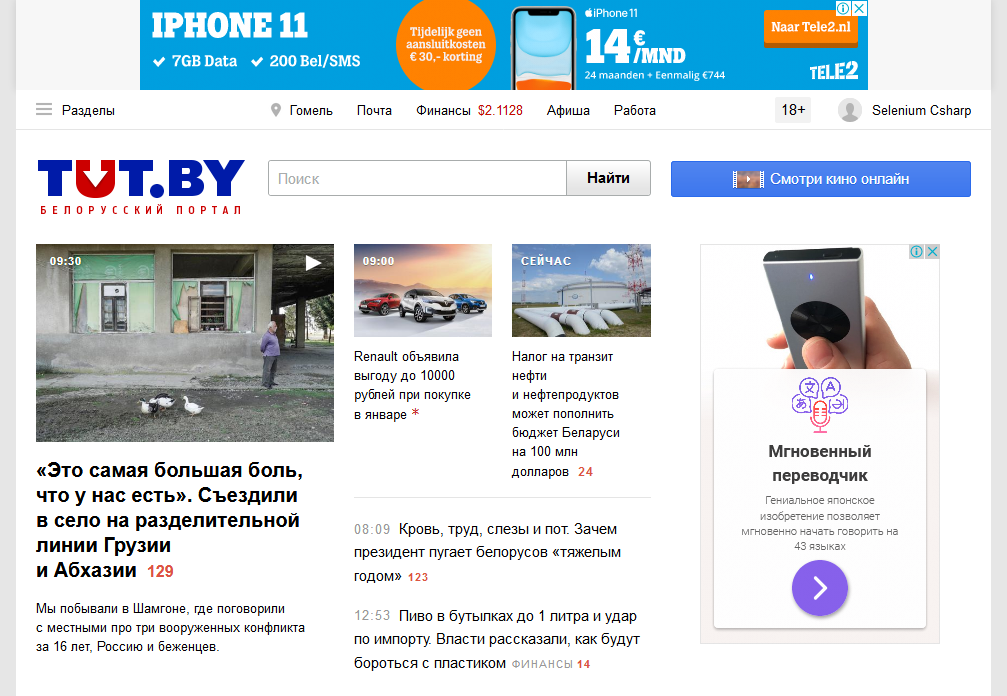 IPHONE 11
7GB Data 200 Bel/SMS
Tijdelijk geen
aansluitkosten
€ 30,- korting
iPhone 11
14 €/MND
24 maanden + Eenmalig €744
Naar Tele2.nl
TELE2
Разделы
Гомель Почта Финансы $2.1128 Афиша Работа
18+
Selenium Csharp
TUT.BY
БЕЛОРУССКИЙ ПОРТАЛ
Поиск
Найти
Смотри кино онлайн
09:30
«Это самая большая боль,
что у нас есть». Съездили
в село на разделительной
линии Грузии
и Абхазии 129
Мы побывали в Шамгоне, где поговорили
с местными про три вооруженных конфликта
за 16 лет, Россию и беженцев.
09:00
Renault объявила
выгоду до 10000
рублей при покупке
в январе *
СЕЙЧАС
Налог на транзит
нефти
и нефтепродуктов
может пополнить
бюджет Беларуси
на 100 млн
долларов 24
08:09 Кровь, труд, слезы и пот. Зачем
президент пугает белорусов «тяжелым
годом» 123
12:53 Пиво в бутылках до 1 литра и удар
по импорту. Власти рассказали, как будут
бороться с пластиком ФИНАНСЫ 14
Мгновенный
переводчик
Гениальное японское
изобретение позволяет
мгновенно начать говорить на
43 языках